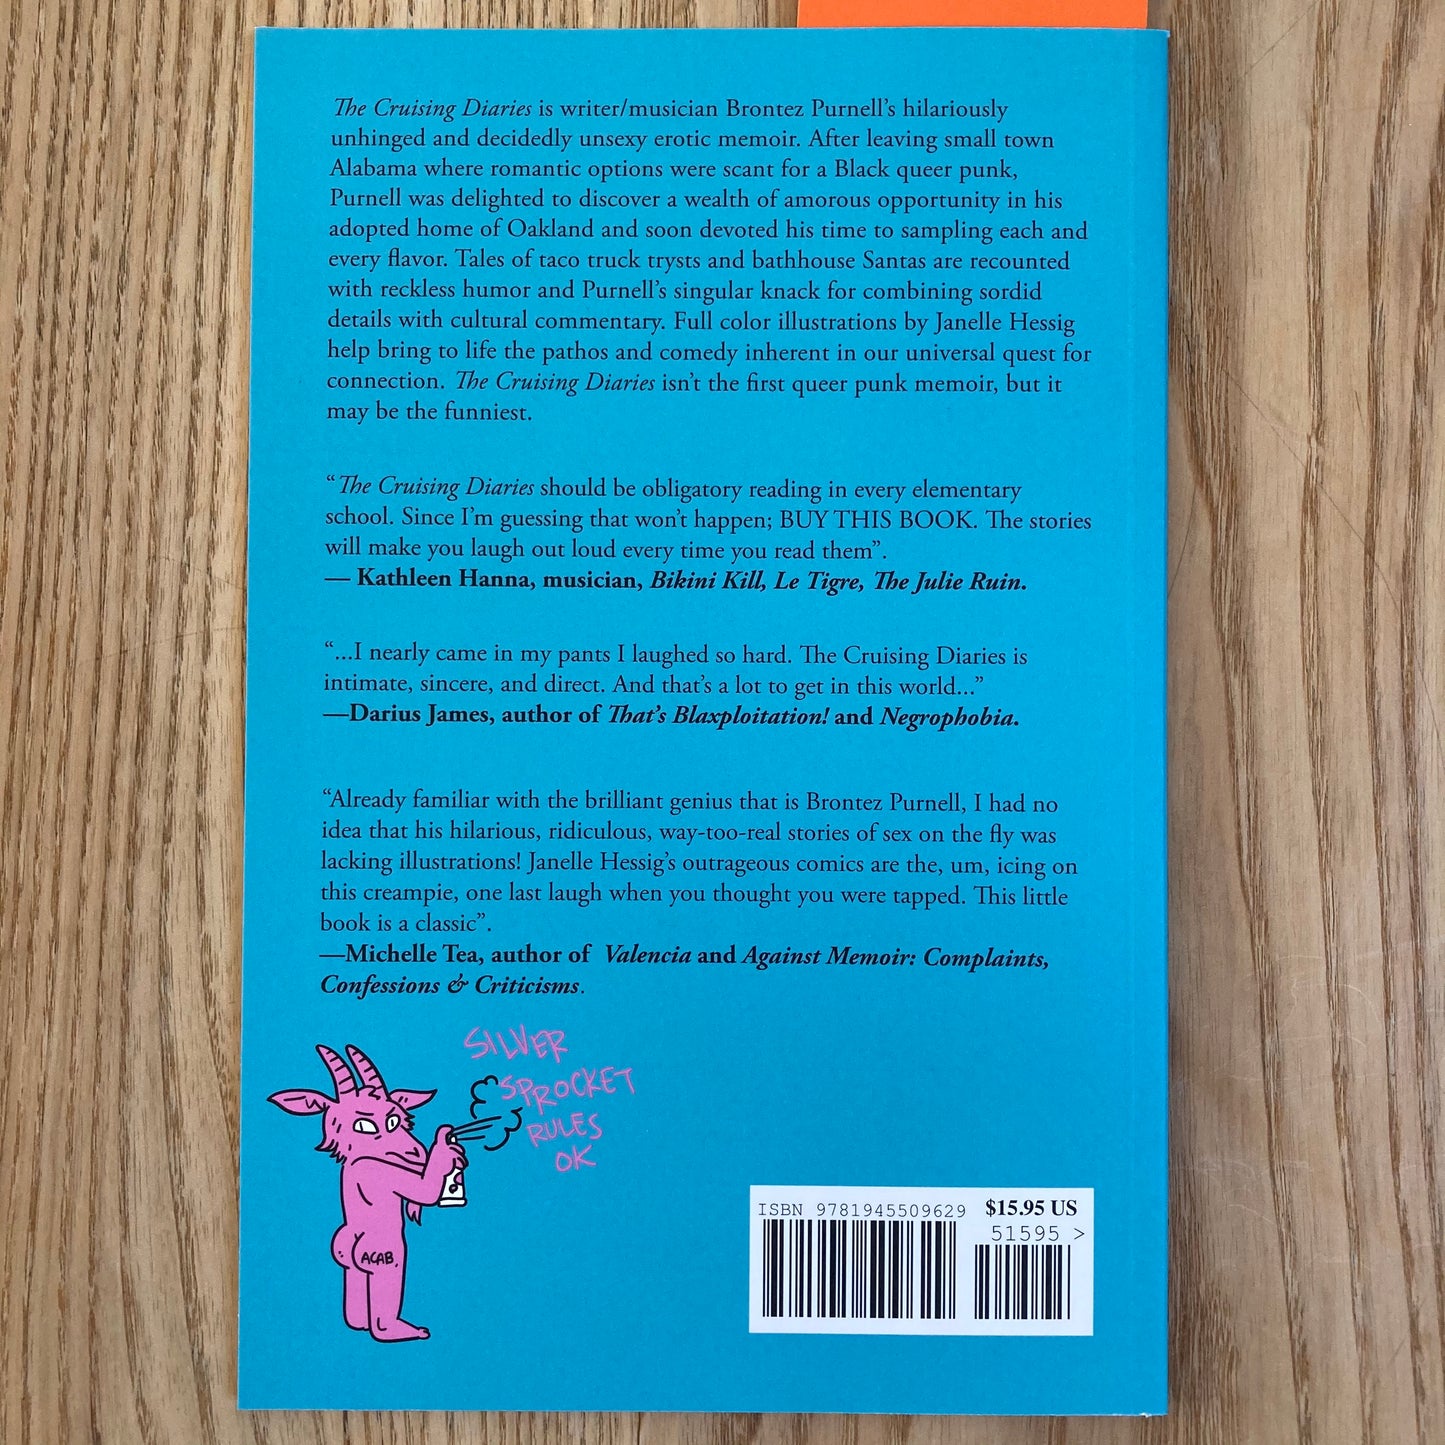 The Cruising Diaries is writer/musician Brontez Purnell's hilariously
unhinged and decidedly unsexy erotic memoir. After leaving small town
Alabama where romantic options were scant for a Black queer punk,
Purnell was delighted to discover a wealth of amorous opportunity in his
adopted home of Oakland and soon devoted his time to sampling each and
every flavor. Tales of taco truck trysts and bathhouse Santas are recounted
with reckless humor and Purnell's singular knack for combining sordid
details with cultural commentary. Full color illustrations by Janelle Hessig
help bring to life the pathos and comedy inherent in our universal quest for
connection. The Cruising Diaries isn't the first queer punk memoir, but it
may be the funniest.
“The Cruising Diaries should be obligatory reading in every elementary
school. Since I'm guessing that won't happen; BUY THIS BOOK. The stories
will make you laugh out loud every time you read them”.
— Kathleen Hanna, musician, Bikini Kill, Le Tigre, The Julie Ruin.
“...I nearly came in my pants I laughed so hard. The Cruising Diaries is
intimate, sincere, and direct. And that's a lot to get in this world...”
—Darius James, author of That's Blaxploitation! and Negrophobia.
“Already familiar with the brilliant genius that is Brontez Purnell, I had no
idea that his hilarious, ridiculous, way-too-real stories of sex on the fly was
lacking illustrations! Janelle Hessig's outrageous comics are the, um, icing on
this creampie, one last laugh when you thought you were tapped. This little
book is a classic”.
—Michelle Tea, author of Valencia and Against Memoir: Complaints,
Confessions & Criticisms.
SILVER
SPROCKET
RULES
OK
ACAB.
ISBN 9781945509629 $15.95 US
51595 >